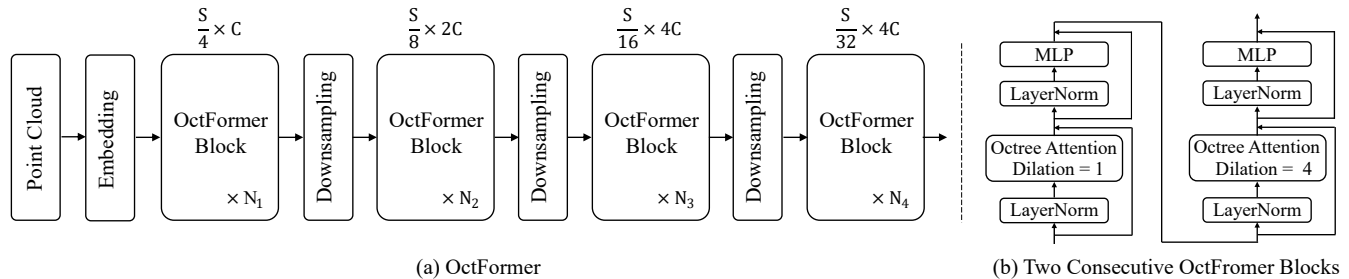 S/4 × C
S/8 × 2C
S/16 × 4C
S/32 × 4C
Point Cloud
Embedding
OctFormer
Block
× N₁
Downsampling
OctFormer
Block
× N₂
Downsampling
OctFormer
Block
× N₃
Downsampling
OctFormer
Block
× N₄
(a) OctFormer
MLP
LayerNorm
Octree Attention
Dilation = 1
LayerNorm
MLP
LayerNorm
Octree Attention
Dilation = 4
LayerNorm
(b) Two Consecutive OctFromer Blocks